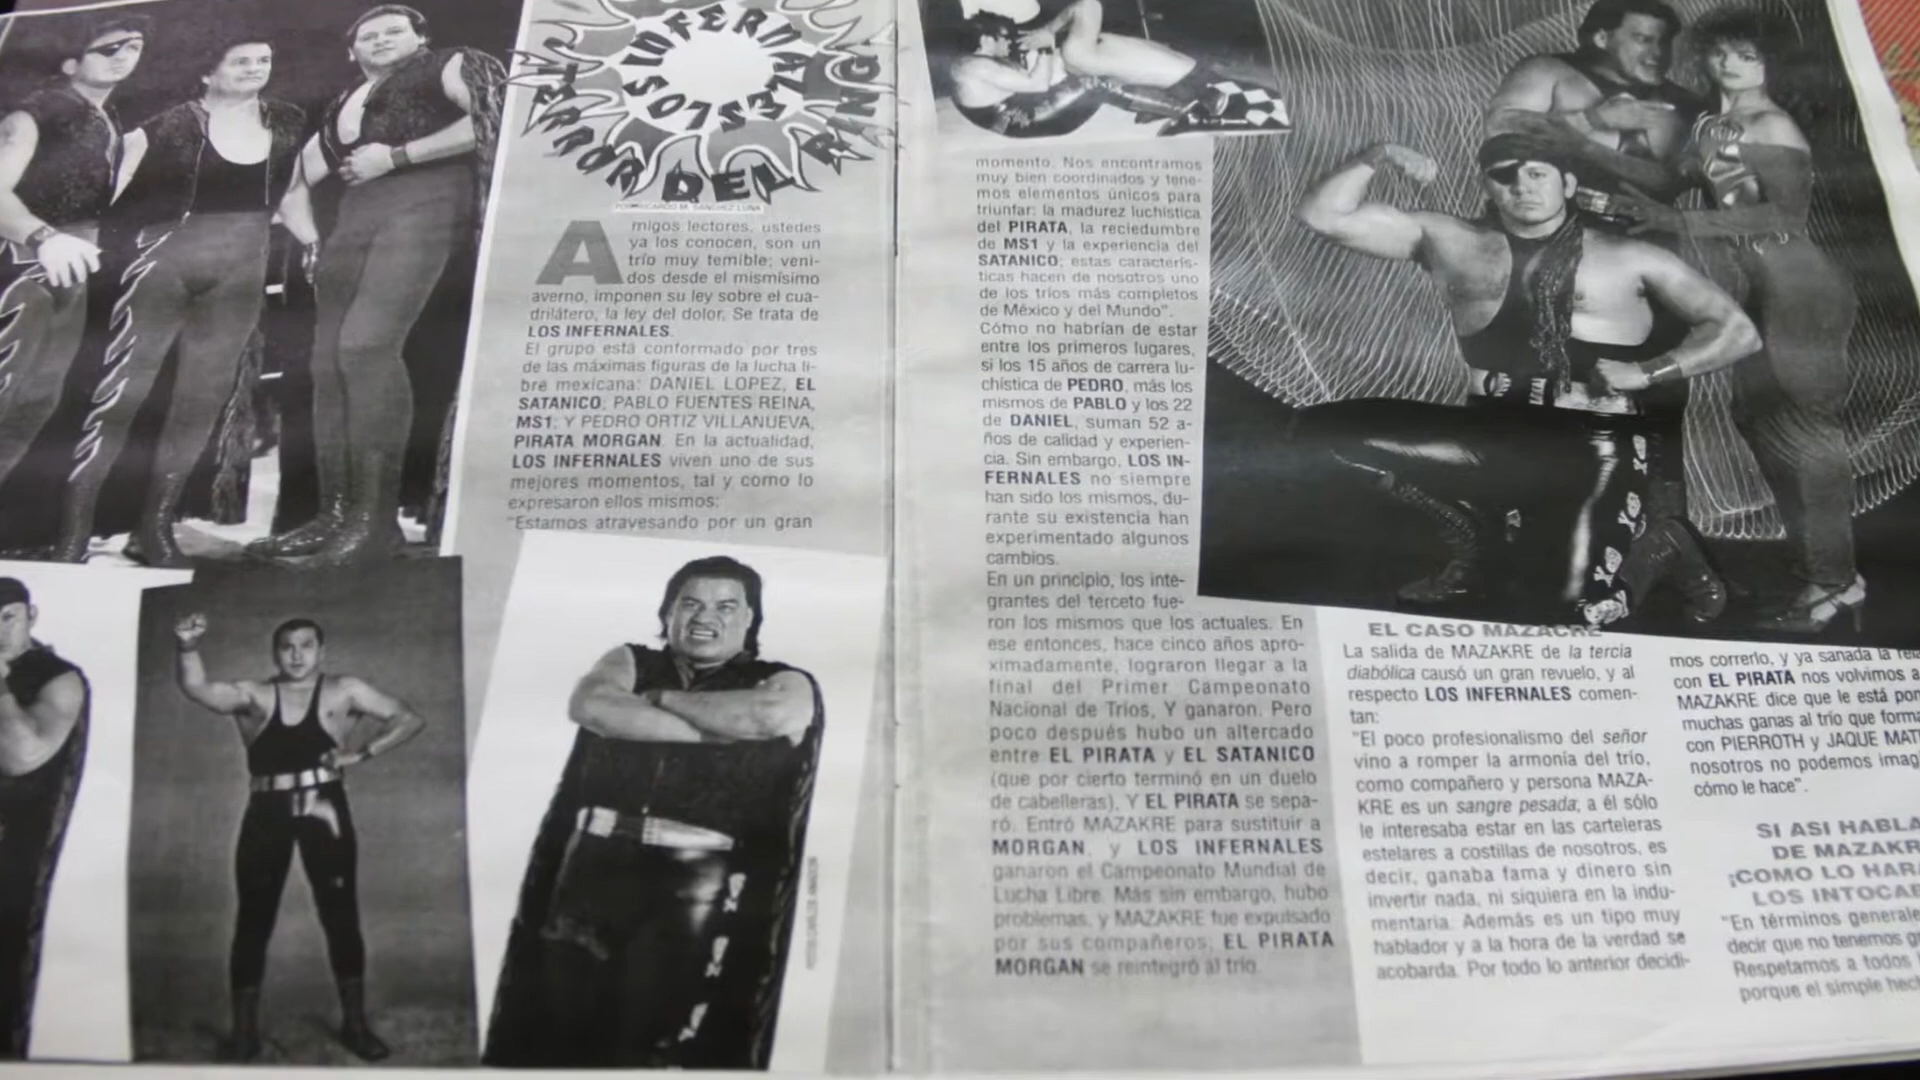 LOS INFERNALES
TERROR DEL RING
POR RICARDO M. SANCHEZ LUNA
Amigos lectores, ustedes
ya los conocen, son un
trío muy temible; veni-
dos desde el mismísimo
averno, imponen su ley sobre el cua-
drilátero, la ley del dolor. Se trata de
LOS INFERNALES.
El grupo está conformado por tres
de las máximas figuras de la lucha li-
bre mexicana: DANIEL LOPEZ, EL
SATANICO; PABLO FUENTES REINA,
MS1; Y PEDRO ORTIZ VILLANUEVA,
PIRATA MORGAN. En la actualidad,
LOS INFERNALES viven uno de sus
mejores momentos, tal y como lo
expresaron ellos mismos:
"Estamos atravesando por un gran
momento. Nos encontramos
muy bien coordinados y tene-
mos elementos únicos para
triunfar: la madurez luchística
del PIRATA, la reciedumbre
de MS1 y la experiencia del
SATANICO; estas caracterís-
ticas hacen de nosotros uno
de los tríos más completos
de México y del Mundo".
Cómo no habrían de estar
entre los primeros lugares,
si los 15 años de carrera lu-
chística de PEDRO, más los
mismos de PABLO y los 22
de DANIEL, suman 52 a-
ños de calidad y experien-
cia. Sin embargo, LOS IN-
FERNALES no siempre
han sido los mismos, du-
rante su existencia han
experimentado algunos
cambios.
En un principio, los inte-
grantes del terceto fue-
ron los mismos que los actuales. En
ese entonces, hace cinco años apro-
ximadamente, lograron llegar a la
final del Primer Campeonato
Nacional de Tríos, Y ganaron. Pero
poco después hubo un altercado
entre EL PIRATA y EL SATANICO
(que por cierto terminó en un duelo
de cabelleras), Y EL PIRATA se sepa-
ró. Entró MAZAKRE para sustituir a
MORGAN, y LOS INFERNALES
ganaron el Campeonato Mundial de
Lucha Libre. Más sin embargo, hubo
problemas, y MAZAKRE fue expulsado
por sus compañeros; EL PIRATA
MORGAN se reintegró al trío.
EL CASO MAZACRE
La salida de MAZAKRE de la tercia
diabólica causó un gran revuelo, y al
respecto LOS INFERNALES comen-
tan:
"El poco profesionalismo del señor
vino a romper la armonía del trío,
como compañero y persona MAZA-
KRE es un sangre pesada; a él sólo
le interesaba estar en las carteleras
estelares a costillas de nosotros, es
decir, ganaba fama y dinero sin
invertir nada, ni siquiera en la indu-
mentaria. Además es un tipo muy
hablador y a la hora de la verdad se
acobarda. Por todo lo anterior decidi-
mos correrlo, y ya sanada la
con EL PIRATA nos volvimos a
MAZAKRE dice que le está
muchas ganas al trío que
con PIERROTH y JAQUE
nosotros no podemos
cómo le hace".
SI ASI
DE
¡COMO LO
LOS
"En términos
decir que no tenemos
Respetamos a todos
porque el simple